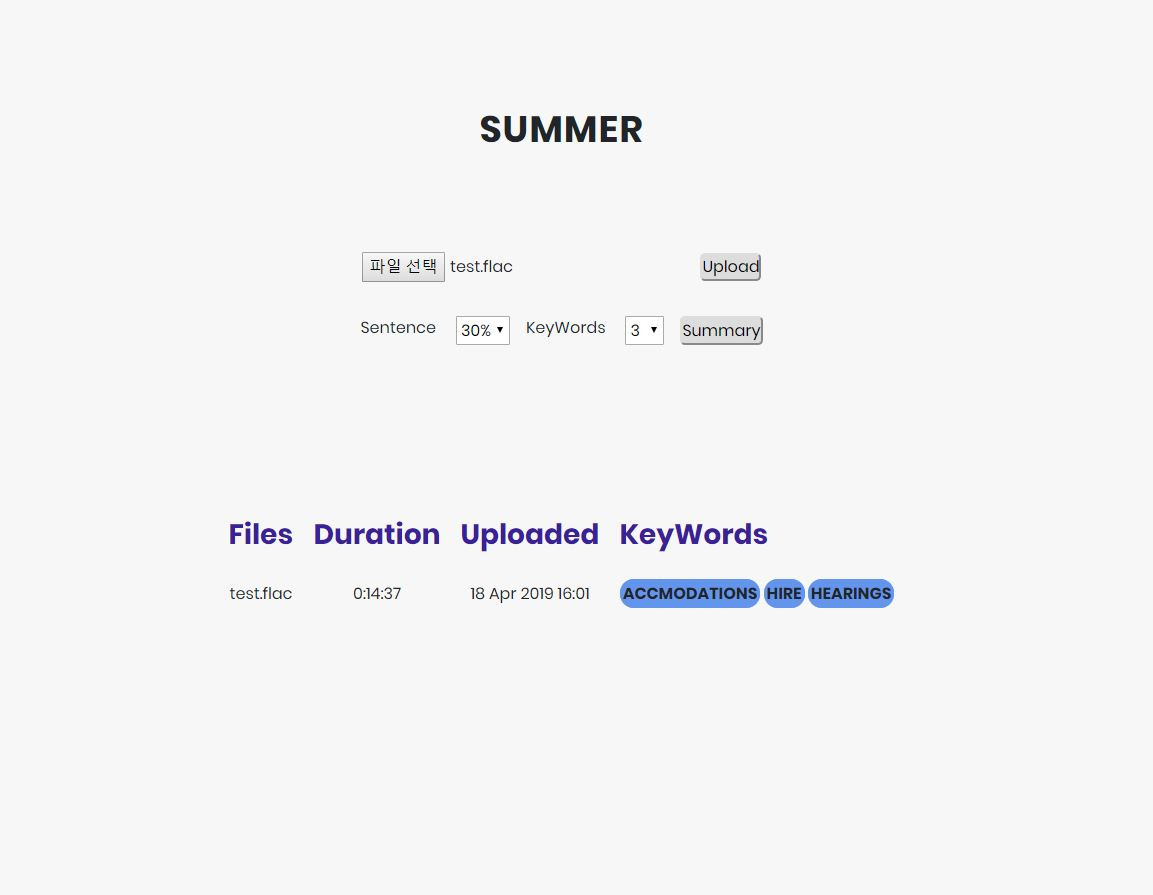 SUMMER
파일 선택 test.flac Upload
Sentence 30% KeyWords 3 Summary
Files Duration Uploaded KeyWords
test.flac 0:14:37 18 Apr 2019 16:01 ACCMODATIONS HIRE HEARINGS